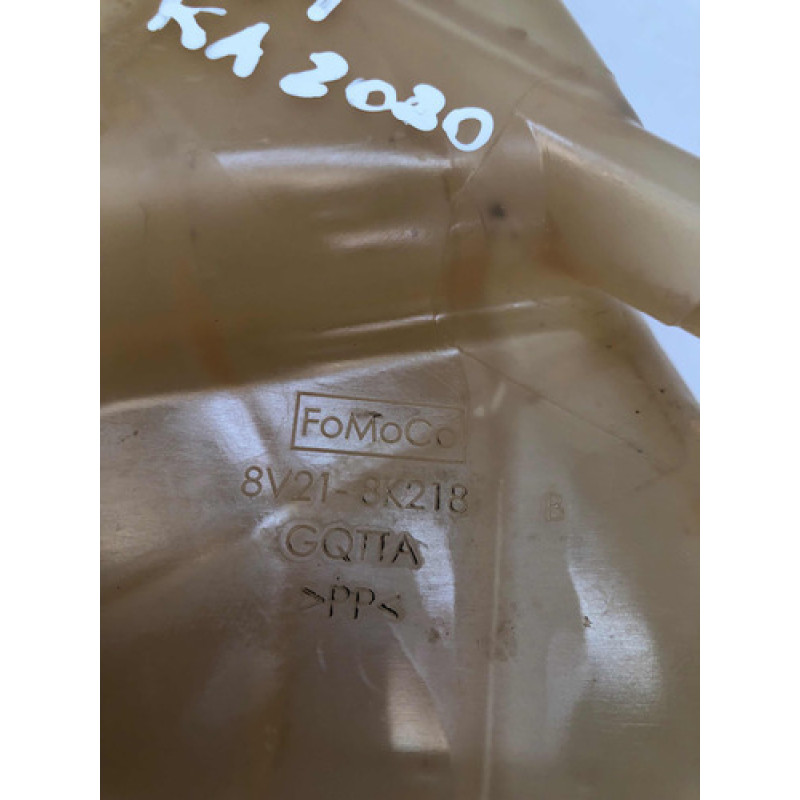 KA 2080
FoMoCo
8V21-8K218
B
GQTTA
>PP<